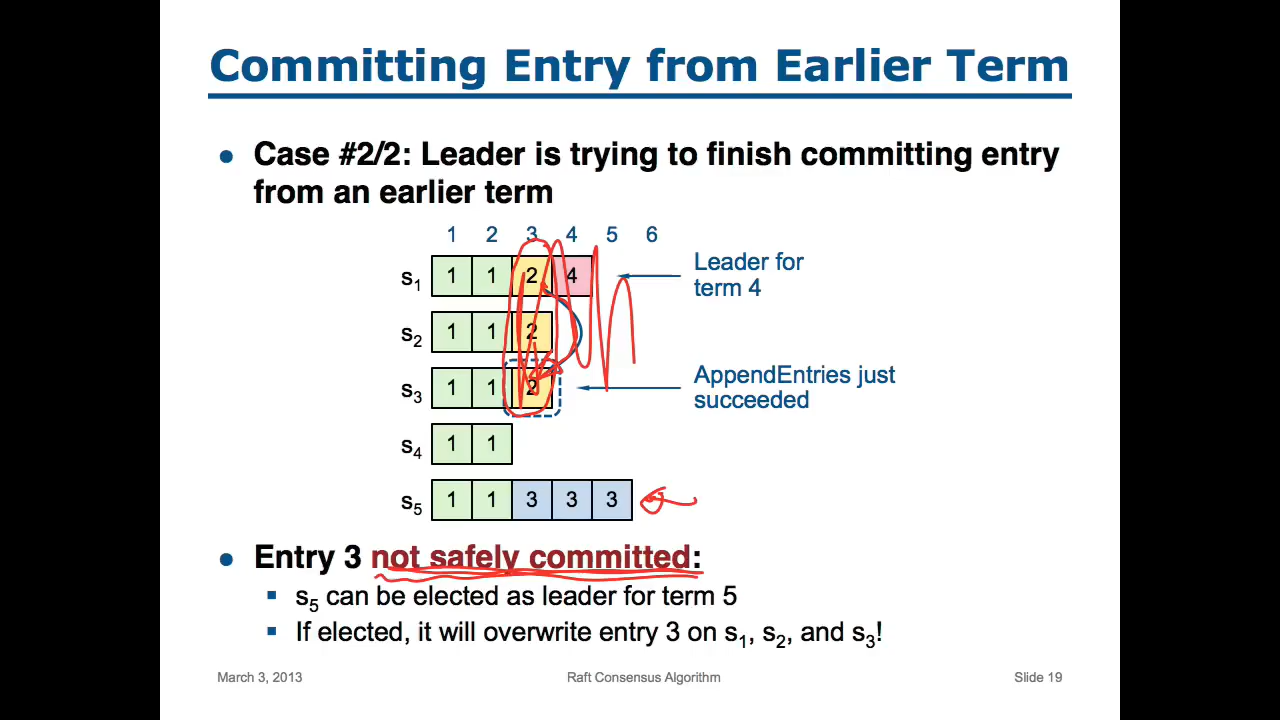 Committing Entry from Earlier Term
Case #2/2: Leader is trying to finish committing entry
from an earlier term
1 2 3 4 5 6
s1 1 1 2 4 Leader for
term 4
s2 1 1 2
s3 1 1 2 AppendEntries just
succeeded
s4 1 1
s5 1 1 3 3 3
Entry 3 not safely committed:
s5 can be elected as leader for term 5
If elected, it will overwrite entry 3 on s1, s2, and s3!
March 3, 2013 Raft Consensus Algorithm Slide 19